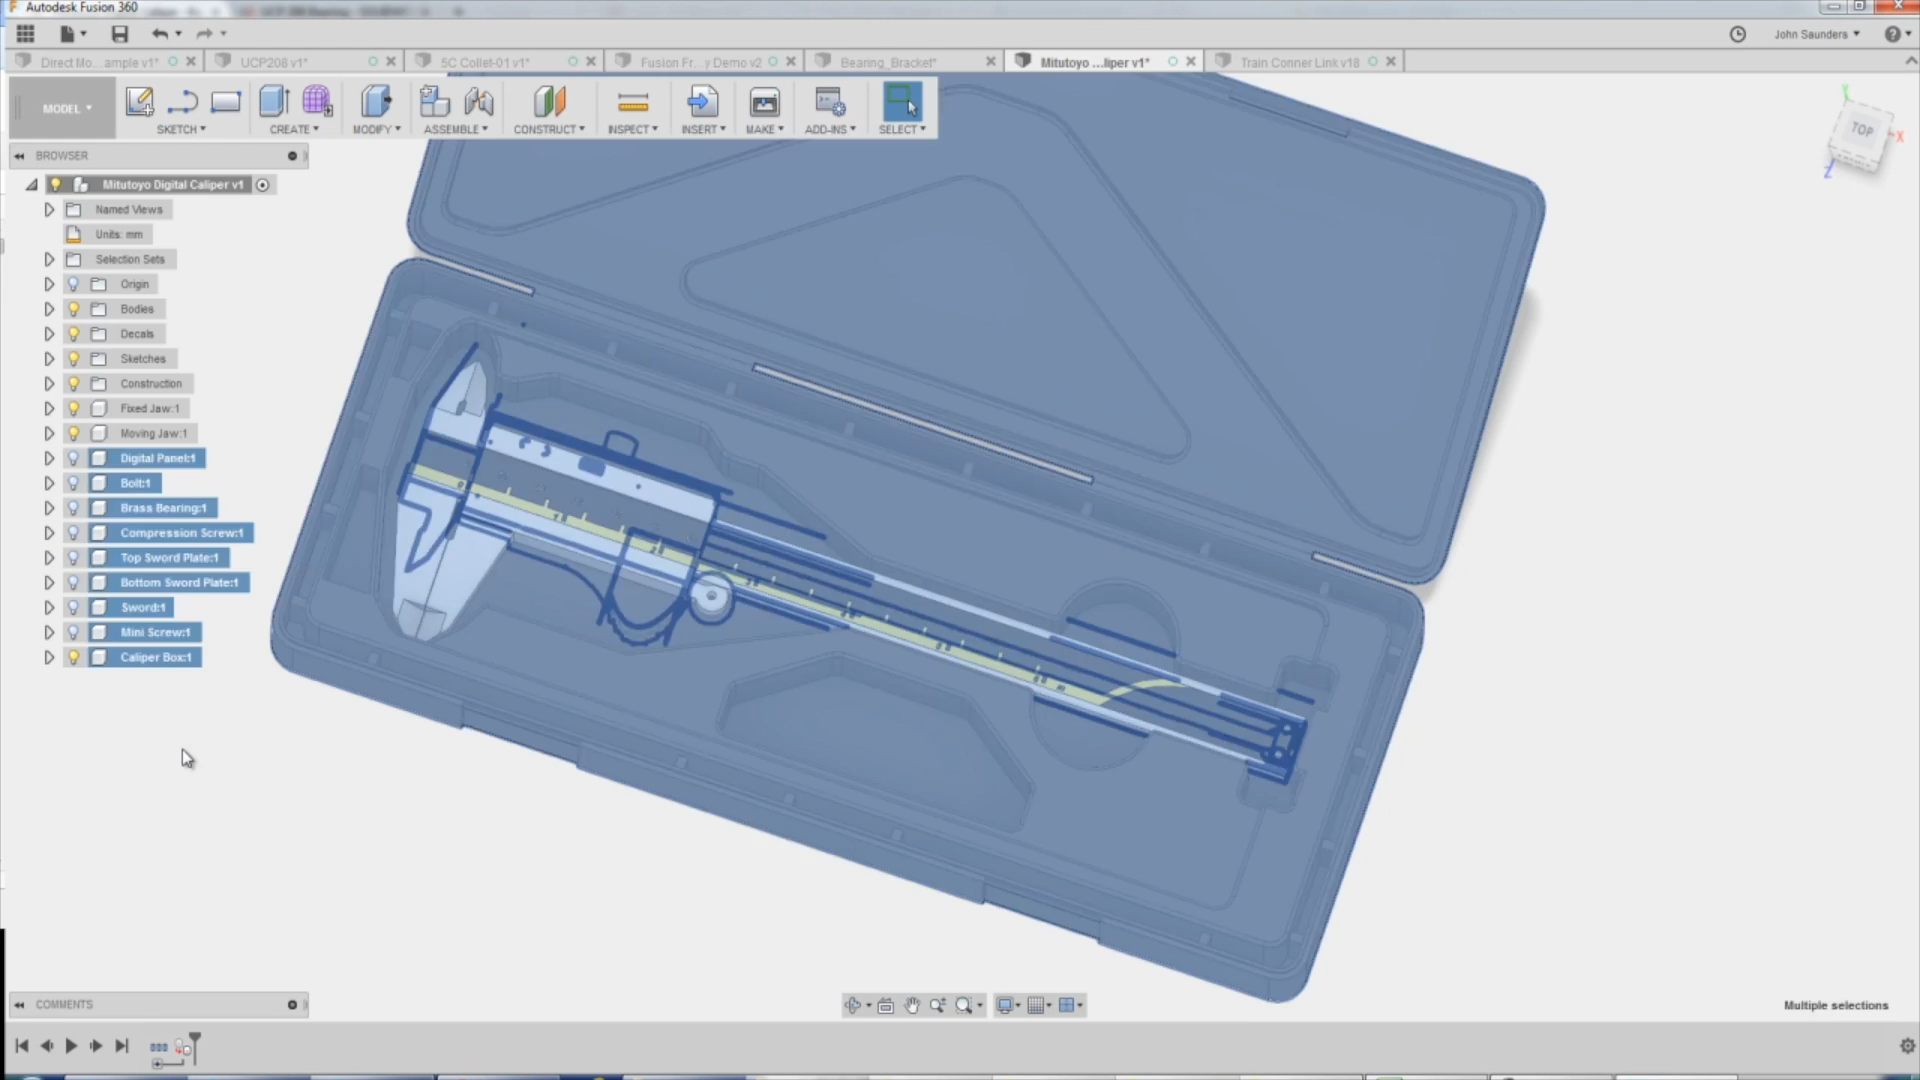 Autodesk Fusion 360
John Saunders
Direct Mo...ample v1*
UCP208 v1*
5C Collet-01 v1*
Fusion Fr...y Demo v2
Bearing_Bracket*
Mitutoyo ...liper v1*
Train Conner Link v18
MODEL
SKETCH
CREATE
MODIFY
ASSEMBLE
CONSTRUCT
INSPECT
INSERT
MAKE
ADD-INS
SELECT
TOP
X
Y
Z
BROWSER
Mitutoyo Digital Caliper v1
Named Views
Units: mm
Selection Sets
Origin
Bodies
Decals
Sketches
Construction
Fixed Jaw:1
Moving Jaw:1
Digital Panel:1
Bolt:1
Brass Bearing:1
Compression Screw:1
Top Sword Plate:1
Bottom Sword Plate:1
Sword:1
Mini Screw:1
Caliper Box:1
COMMENTS
Multiple selections